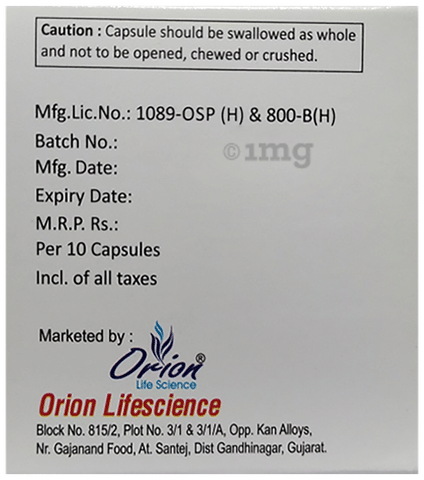 Caution : Capsule should be swallowed as whole
and not to be opened, chewed or crushed.
Mfg.Lic.No.: 1089-OSP (H) & 800-B(H)
Batch No.:
©1mg
Mfg. Date:
Expiry Date:
M.R.P. Rs.:
Per 10 Capsules
Incl. of all taxes
Marketed by :
Orion®
Life Science
Orion Lifescience
Block No. 815/2, Plot No. 3/1 & 3/1/A, Opp. Kan Alloys,
Nr. Gajanand Food, At. Santej, Dist Gandhinagar, Gujarat.